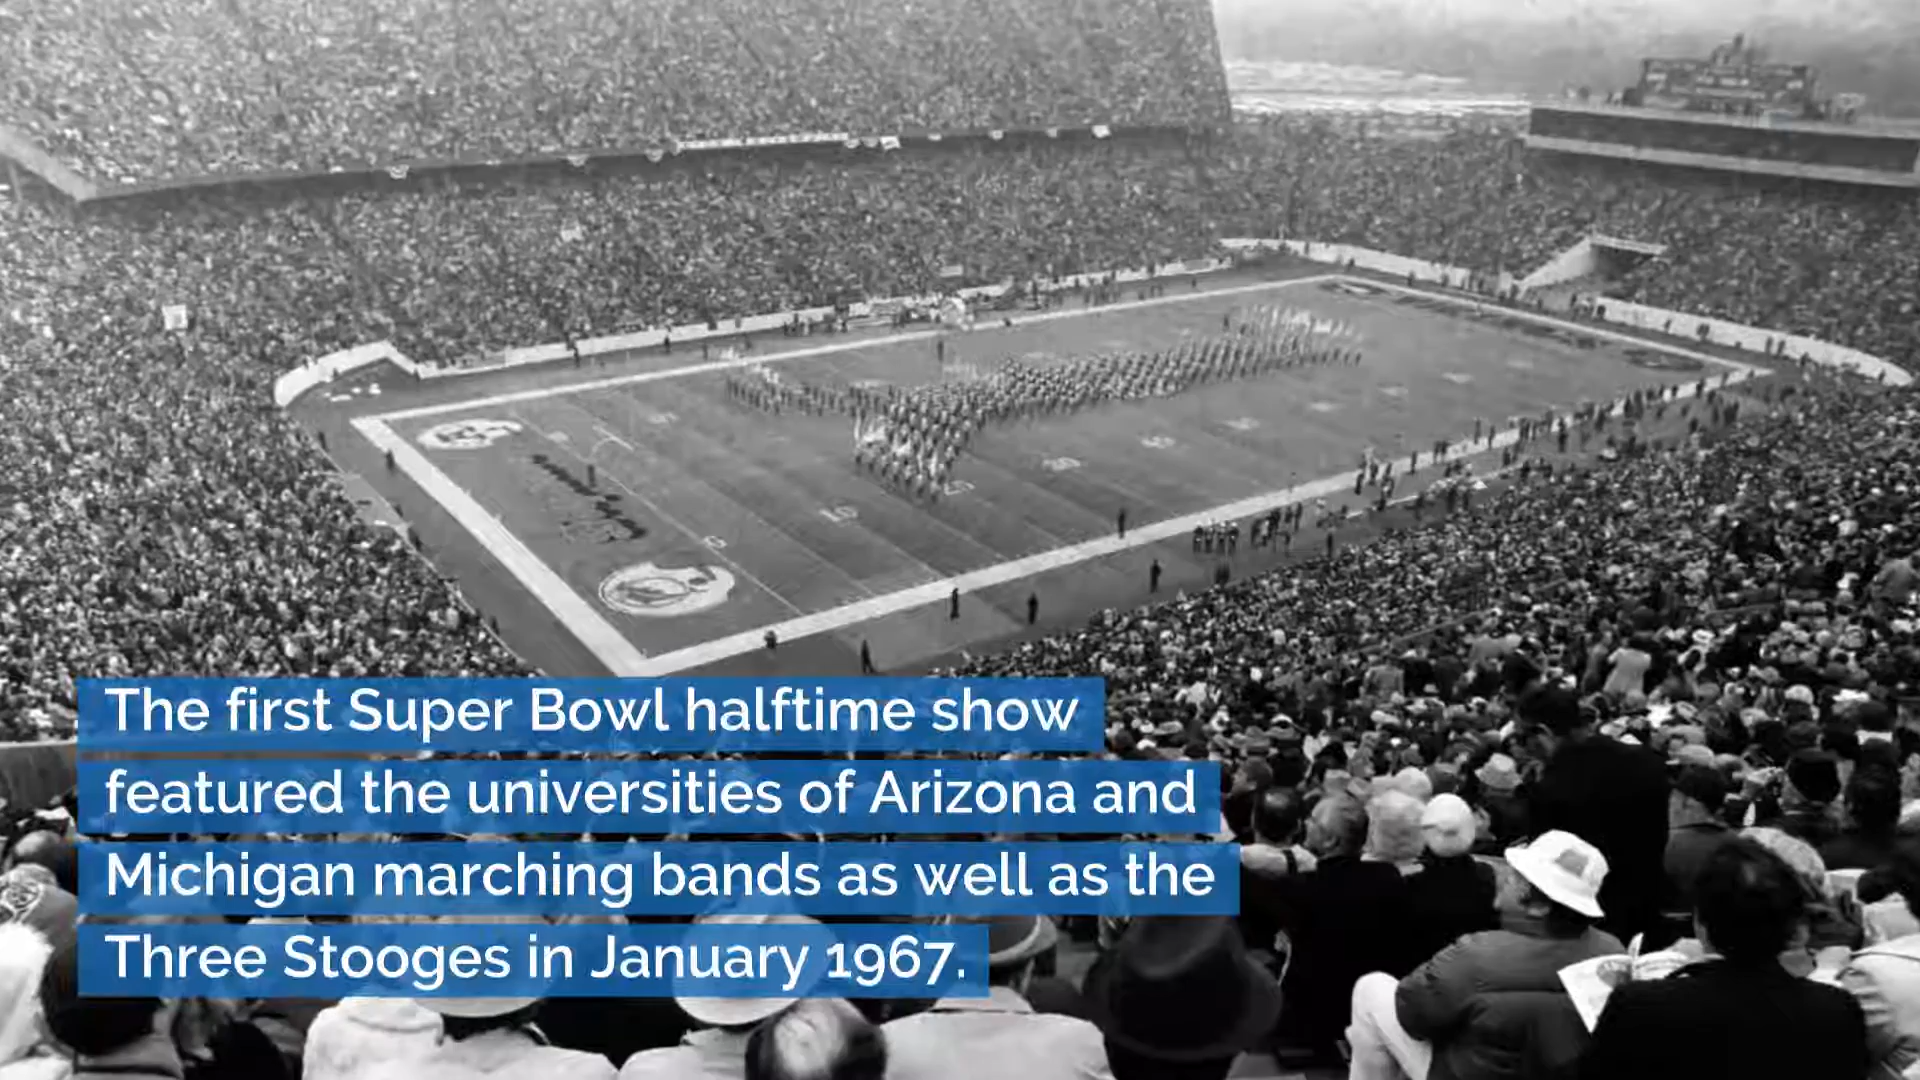 The first Super Bowl halftime show
featured the universities of Arizona and
Michigan marching bands as well as the
Three Stooges in January 1967.